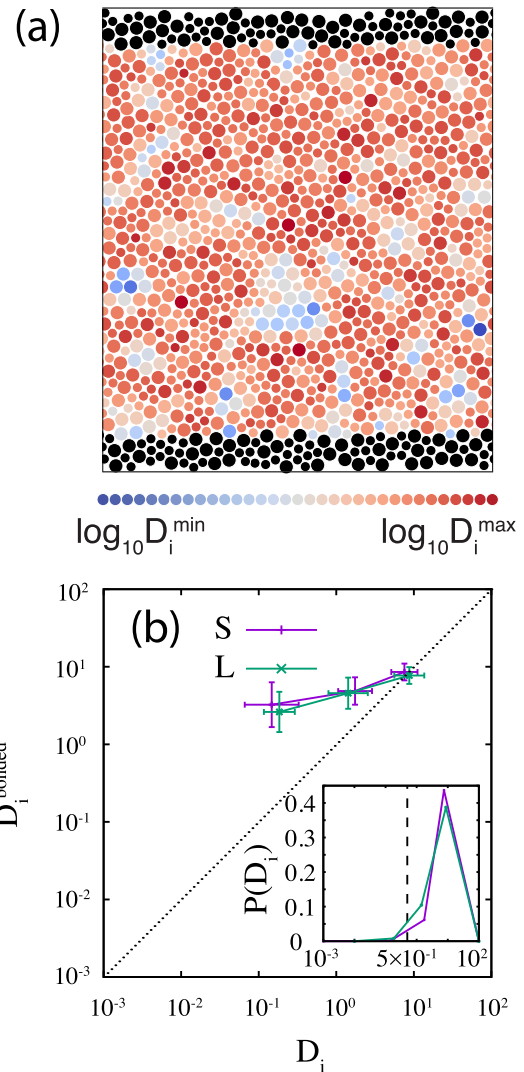 (a)
log₁₀Dᵢᵐⁱⁿ log₁₀Dᵢᵐᵃˣ
(b)
S
L
10² 10¹ 10⁰ 10⁻¹ 10⁻² 10⁻³
Dᵢᵇᵒⁿᵈᵉᵈ
P(Dᵢ)
0.4
0.3
0.2
0.1
0
10⁻³ 5×10⁻¹ 10²
10⁻³ 10⁻² 10⁻¹ 10⁰ 10¹ 10²
Dᵢ